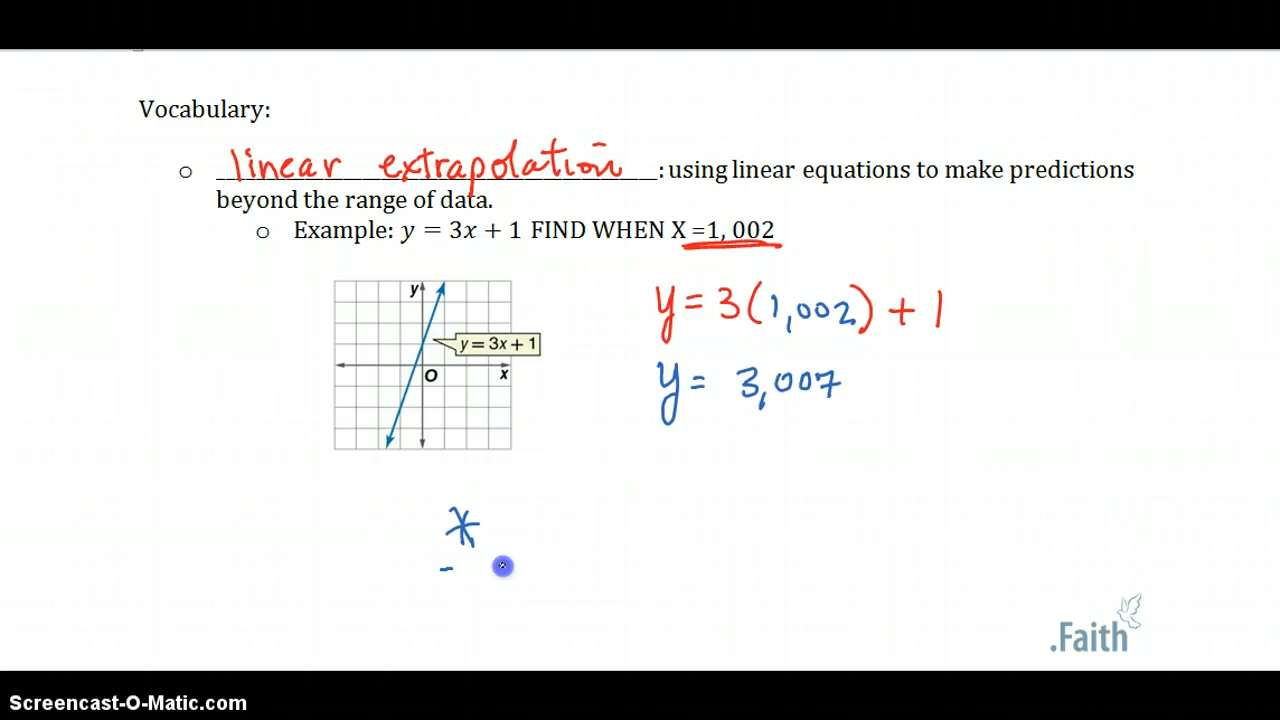 Vocabulary:
o linear extrapolation : using linear equations to make predictions
beyond the range of data.
o Example: y = 3x + 1 FIND WHEN X =1, 002
y
y = 3x + 1
O
x
y = 3(1,002) + 1
y = 3,007
*
-
.Faith
Screencast-O-Matic.com